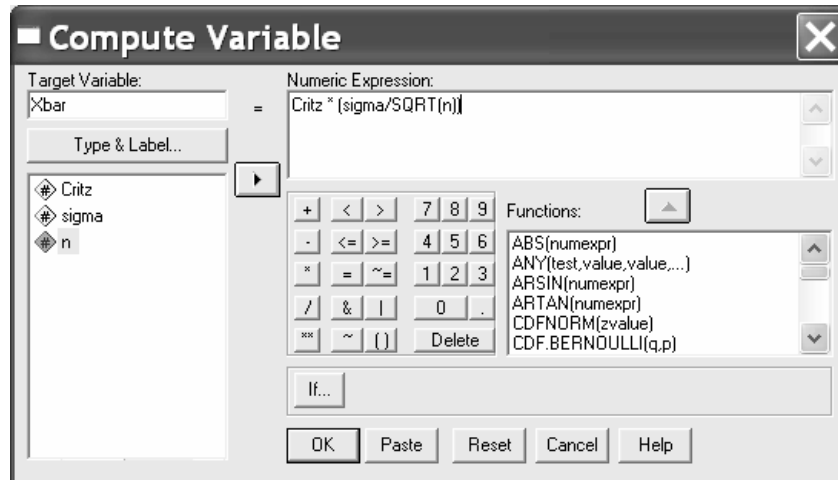 Compute Variable
Target Variable:
Xbar
=
Numeric Expression:
Critz * (sigma/SQRT(n))
Type & Label...
Critz
sigma
n
+ < > 7 8 9
- <= >= 4 5 6
* = ~= 1 2 3
/ & | 0 .
** ~ ( ) Delete
Functions:
ABS(numexpr)
ANY(test,value,value,...)
ARSIN(numexpr)
ARTAN(numexpr)
CDFNORM(zvalue)
CDF.BERNOULLI(q,p)
If...
OK Paste Reset Cancel Help